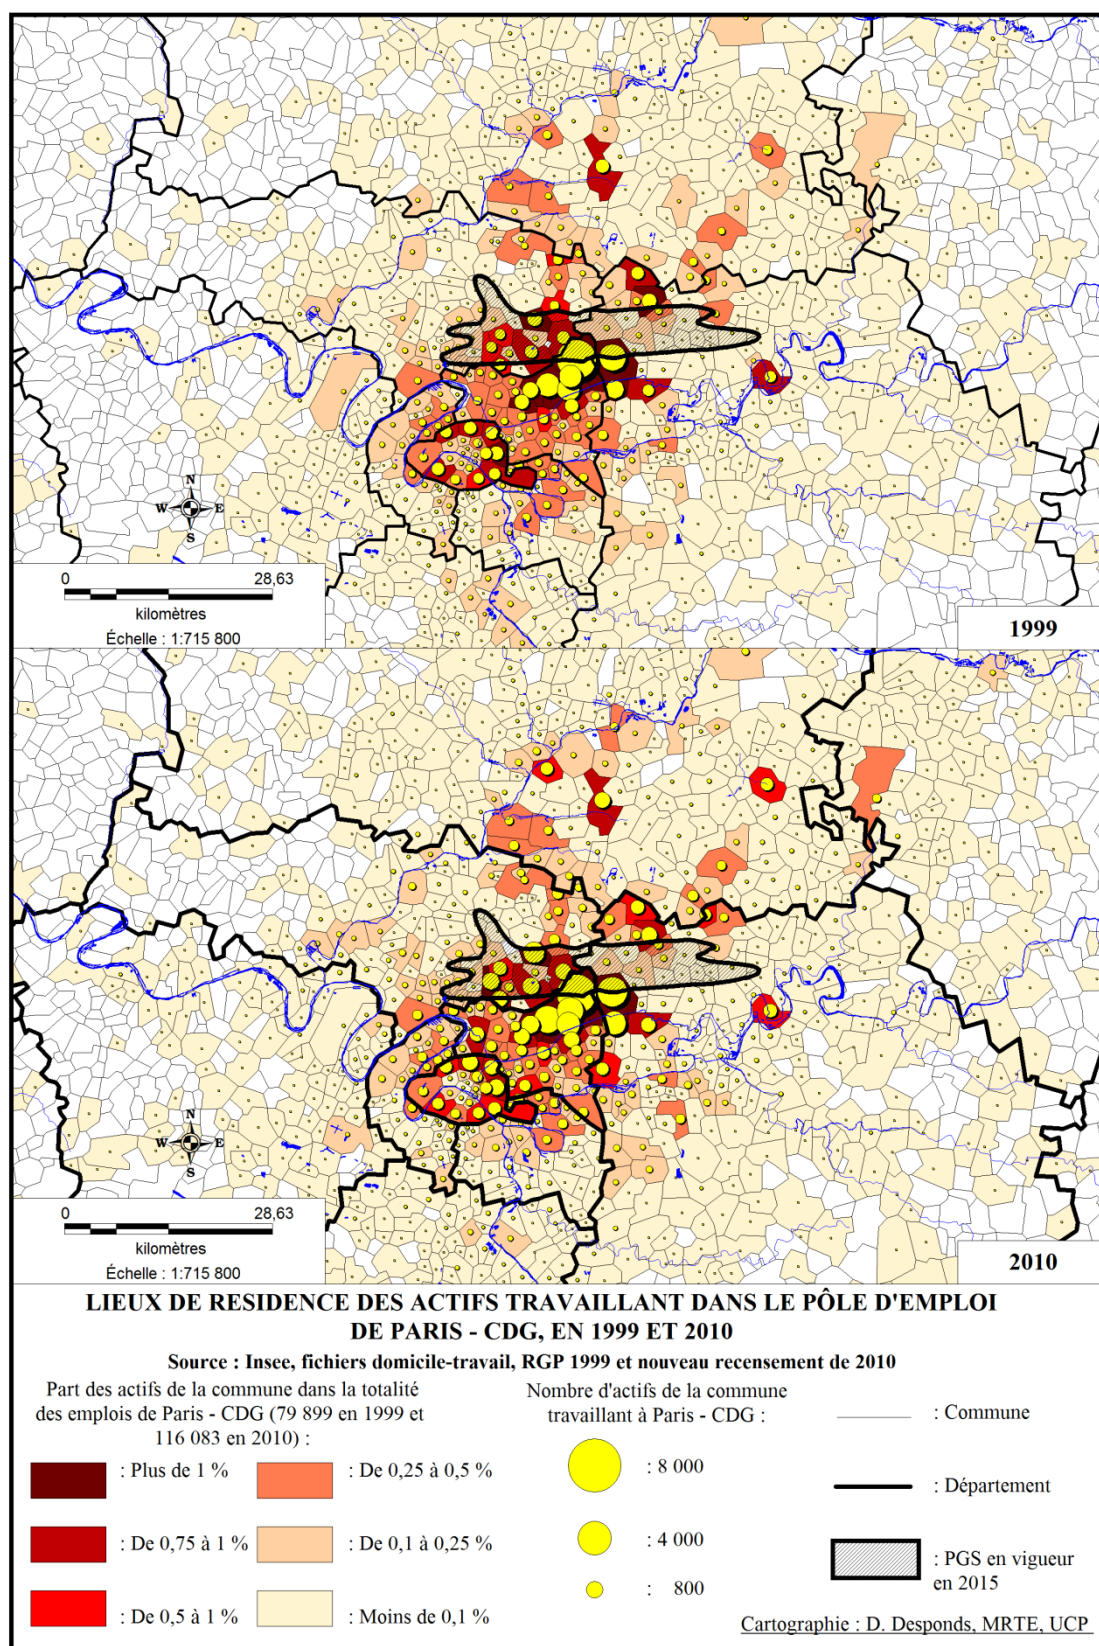 N
W E
S
0 28,63
kilomètres
Échelle : 1:715 800
1999
N
W E
S
0 28,63
kilomètres
Échelle : 1:715 800
2010
LIEUX DE RESIDENCE DES ACTIFS TRAVAILLANT DANS LE PÔLE D'EMPLOI
DE PARIS - CDG, EN 1999 ET 2010
Source : Insee, fichiers domicile-travail, RGP 1999 et nouveau recensement de 2010
Part des actifs de la commune dans la totalité
des emplois de Paris - CDG (79 899 en 1999 et
116 083 en 2010) :
: Plus de 1 %
: De 0,75 à 1 %
: De 0,5 à 1 %
: De 0,25 à 0,5 %
: De 0,1 à 0,25 %
: Moins de 0,1 %
Nombre d'actifs de la commune
travaillant à Paris - CDG :
: 8 000
: 4 000
: 800
: Commune
: Département
: PGS en vigueur
en 2015
Cartographie : D. Desponds, MRTE, UCP